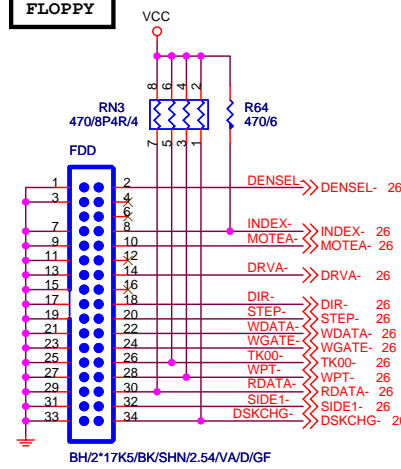 FLOPPY
VCC
8 6 4 2
RN3
470/8P4R/4
R64
470/6
7 5 3 1
FDD
1 2 DENSEL- DENSEL- 26
3 4
6
7 8 INDEX- INDEX- 26
9 10 MOTEA- MOTEA- 26
11 12
13 14 DRVA- DRVA- 26
15 16
17 18 DIR- DIR- 26
19 20 STEP- STEP- 26
21 22 WDATA- WDATA- 26
23 24 WGATE- WGATE- 26
25 26 TK00- TK00- 26
27 28 WPT- WPT- 26
29 30 RDATA- RDATA- 26
31 32 SIDE1- SIDE1- 26
33 34 DSKCHG- DSKCHG- 26
BH/2*17K5/BK/SHN/2.54/VA/D/GF